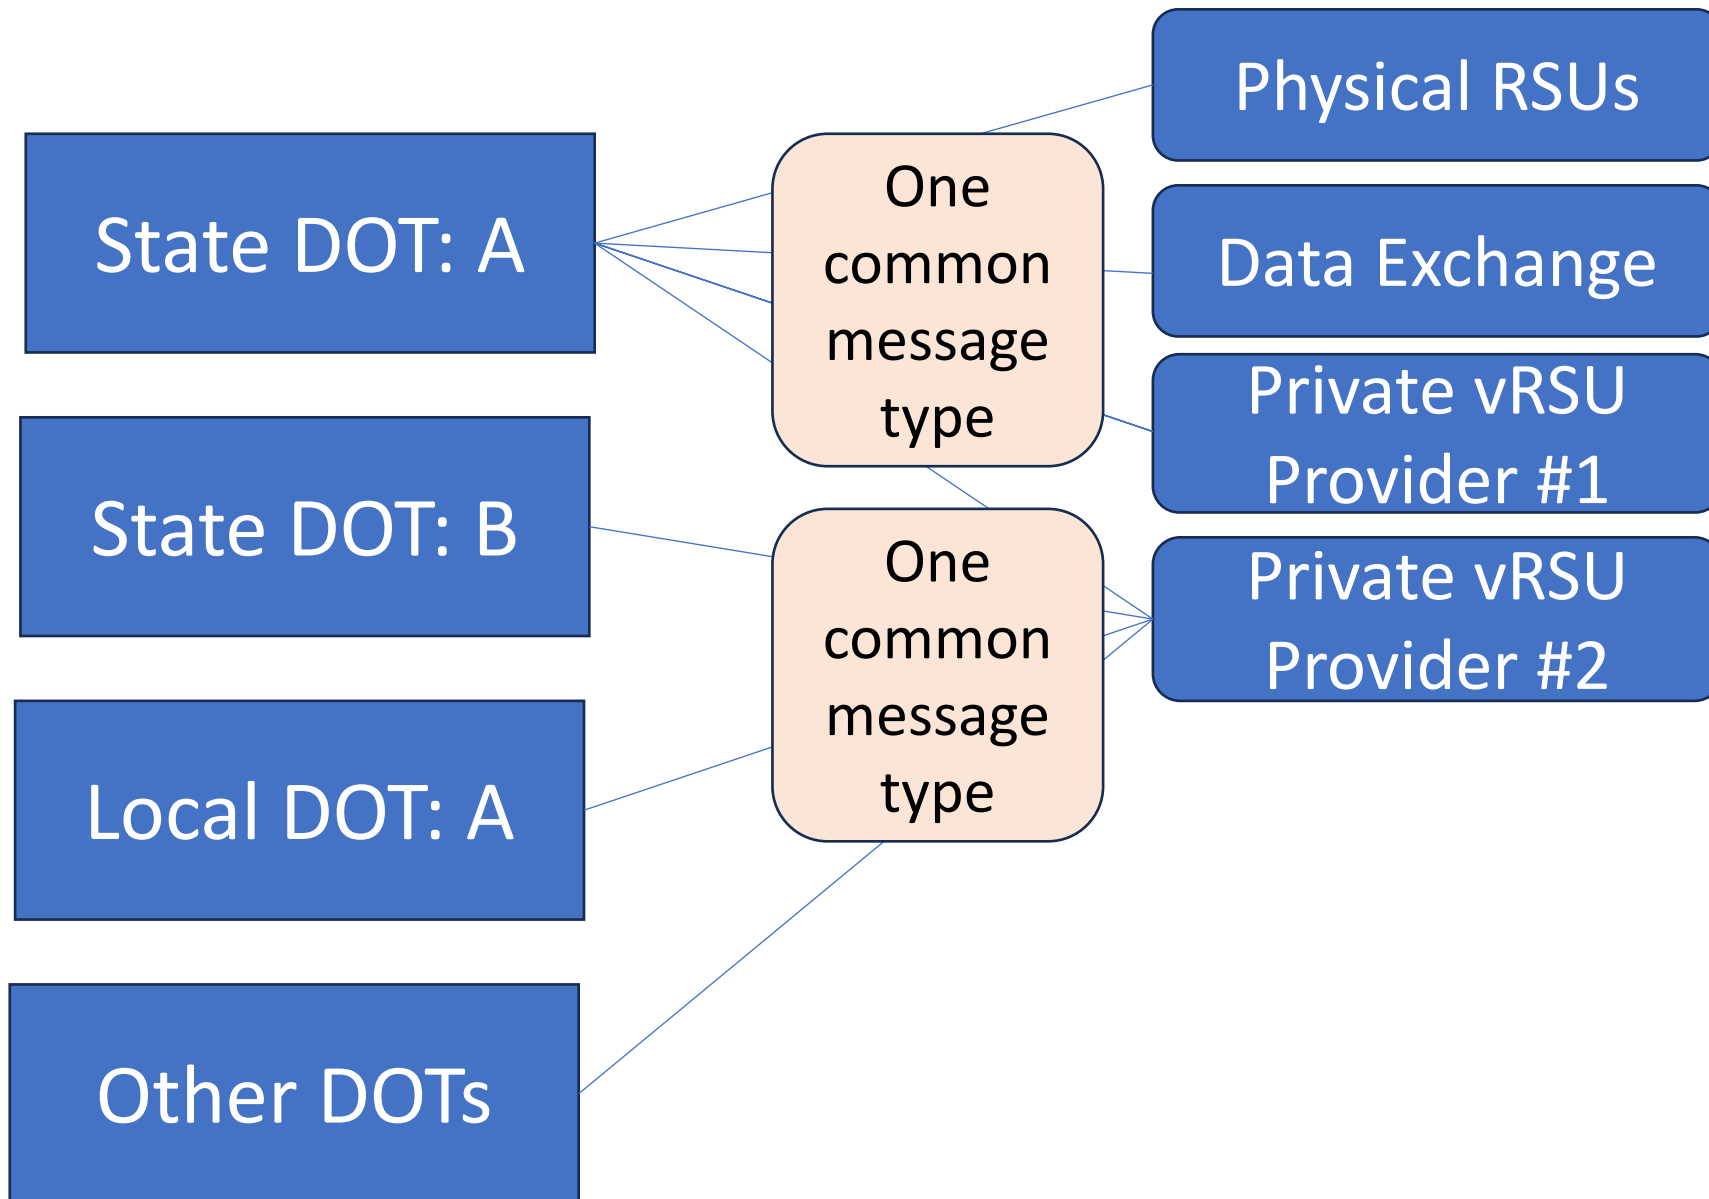 State DOT: A
State DOT: B
Local DOT: A
Other DOTs
One
common
message
type
One
common
message
type
Physical RSUs
Data Exchange
Private vRSU
Provider #1
Private vRSU
Provider #2